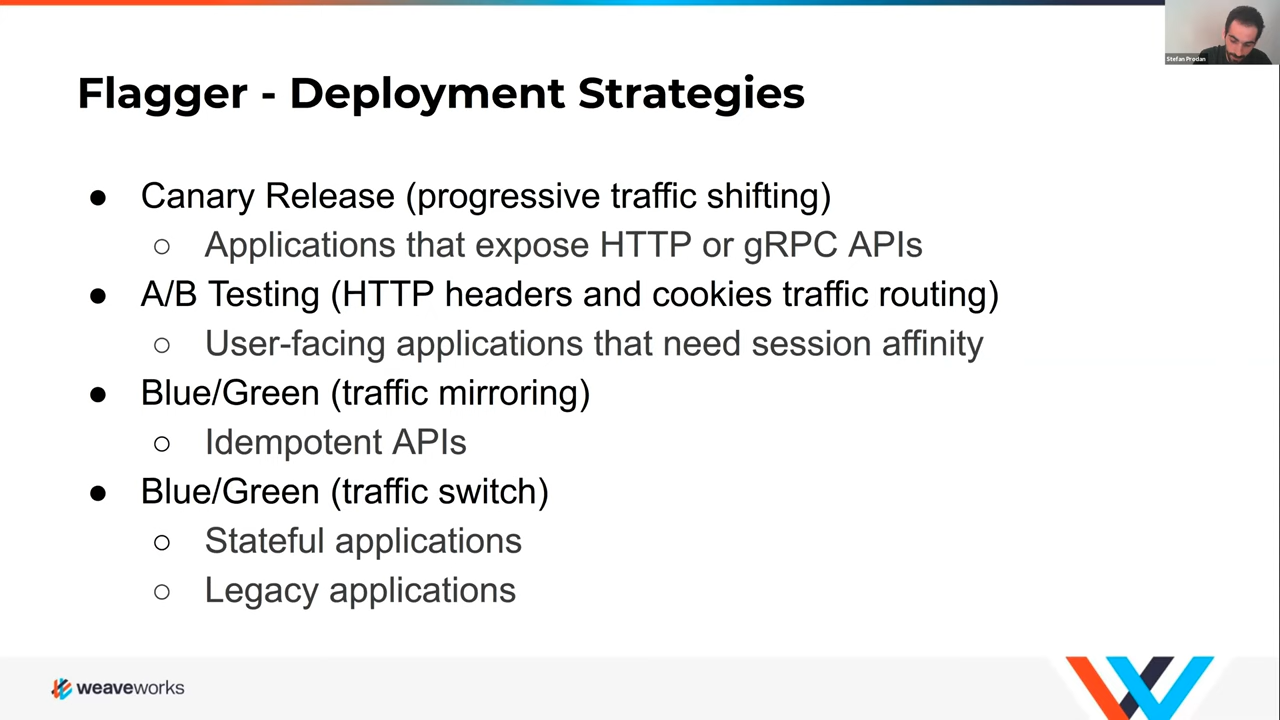 Stefan Prodan
Flagger - Deployment Strategies
● Canary Release (progressive traffic shifting)
○ Applications that expose HTTP or gRPC APIs
● A/B Testing (HTTP headers and cookies traffic routing)
○ User-facing applications that need session affinity
● Blue/Green (traffic mirroring)
○ Idempotent APIs
● Blue/Green (traffic switch)
○ Stateful applications
○ Legacy applications
weaveworks